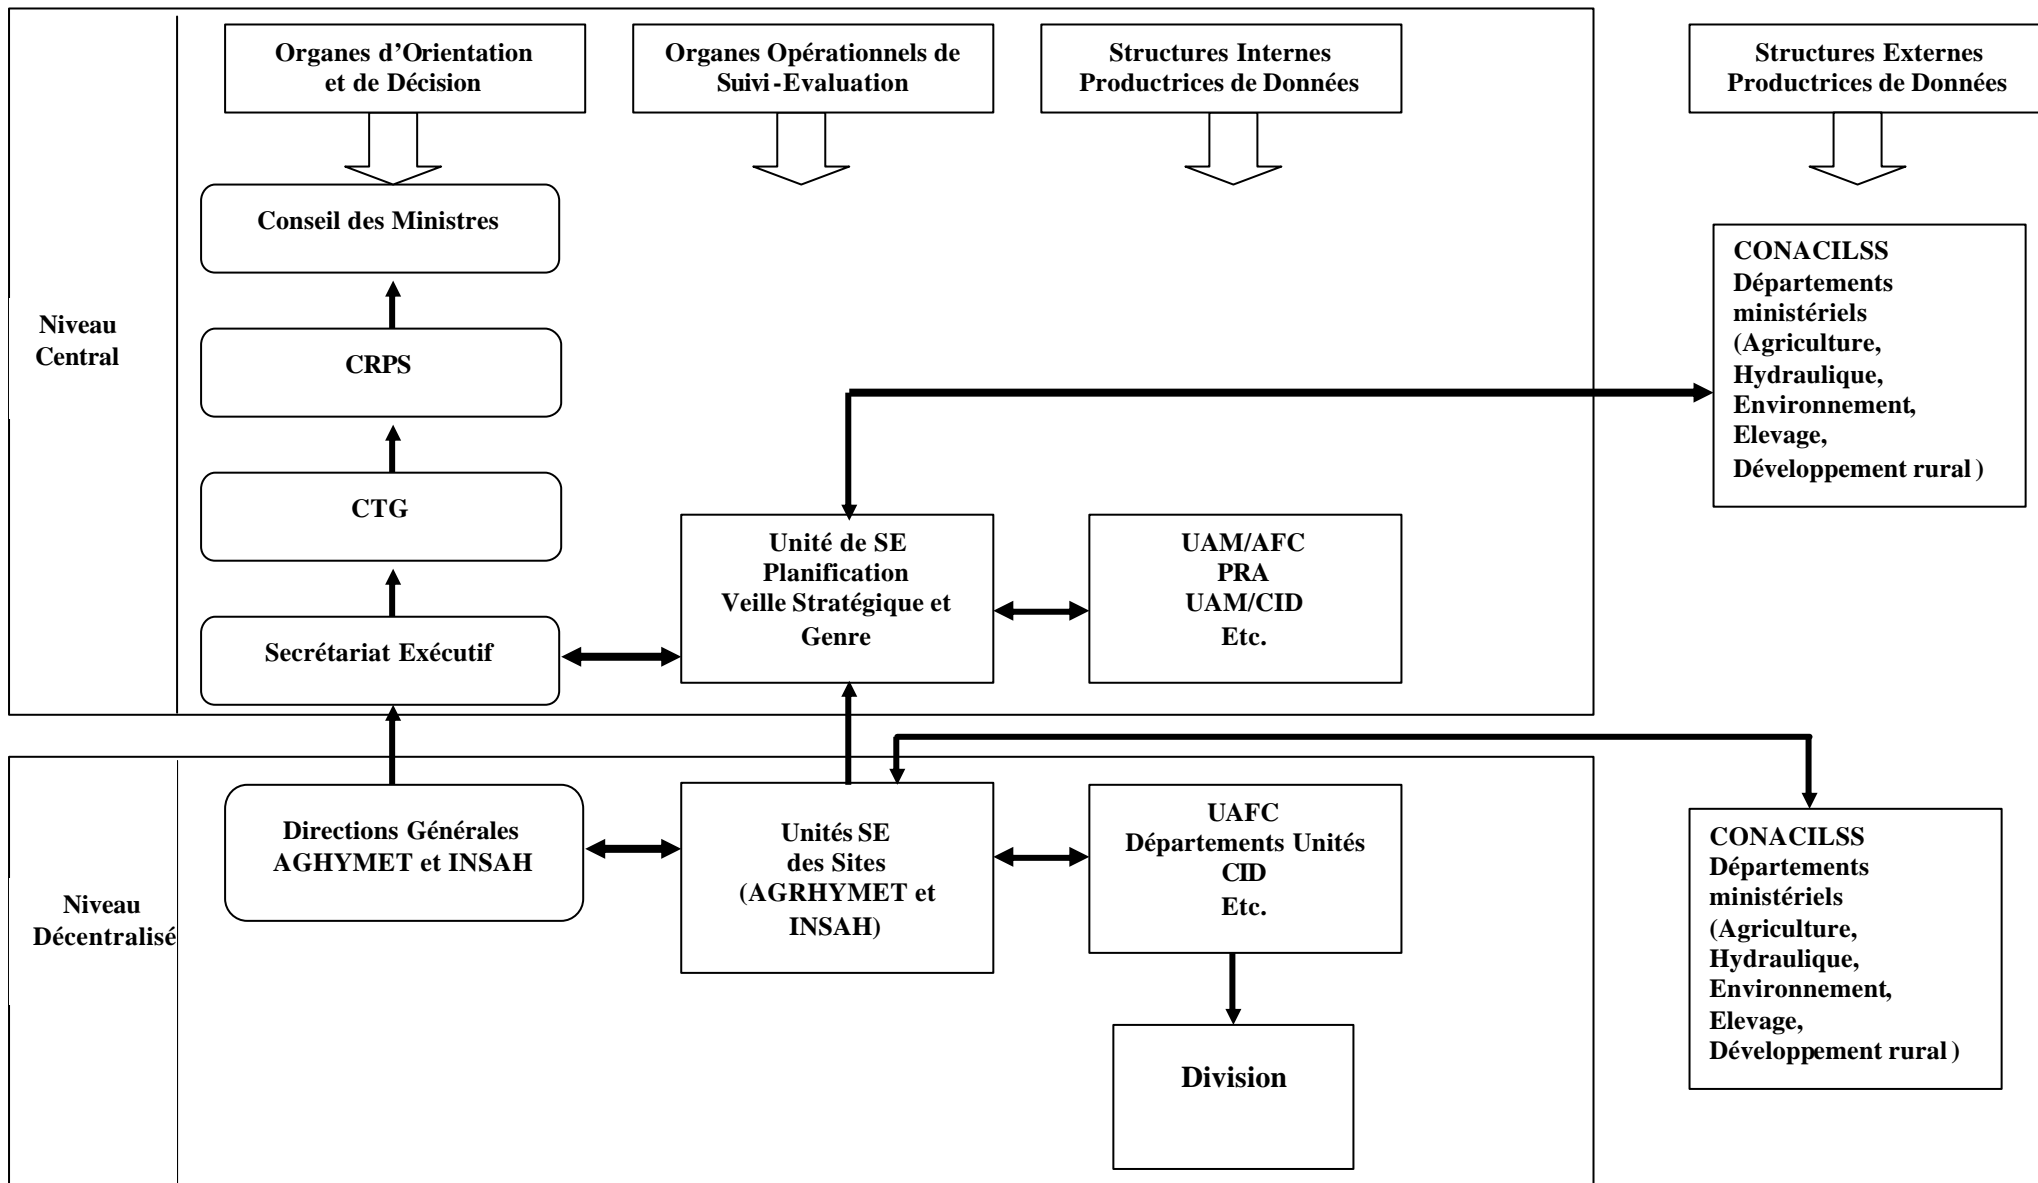 Organes d'Orientation
et de Décision
Organes Opérationnels de
Suivi-Evaluation
Structures Internes
Productrices de Données
Structures Externes
Productrices de Données
Niveau
Central
Conseil des Ministres
CRPS
CTG
Secrétariat Exécutif
Unité de SE
Planification
Veille Stratégique et
Genre
UAM/AFC
PRA
UAM/CID
Etc.
CONACILSS
Départements
ministériels
(Agriculture,
Hydraulique,
Environnement,
Elevage,
Développement rural)
Niveau
Décentralisé
Directions Générales
AGHYMET et INSAH
Unités SE
des Sites
(AGRHYMET et
INSAH)
UAFC
Départements Unités
CID
Etc.
Division
CONACILSS
Départements
ministériels
(Agriculture,
Hydraulique,
Environnement,
Elevage,
Développement rural)